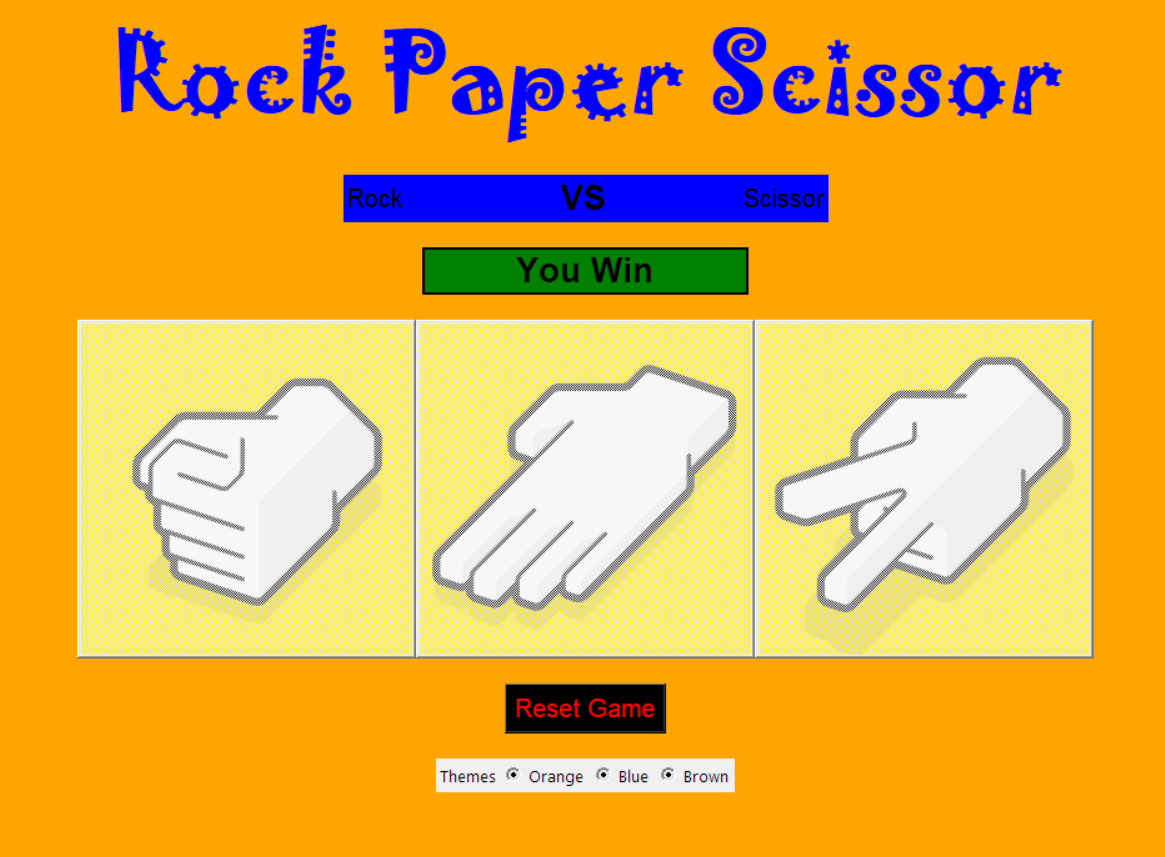 Rock Paper Scissor
Rock VS Scissor
You Win
Reset Game
Themes Orange Blue Brown